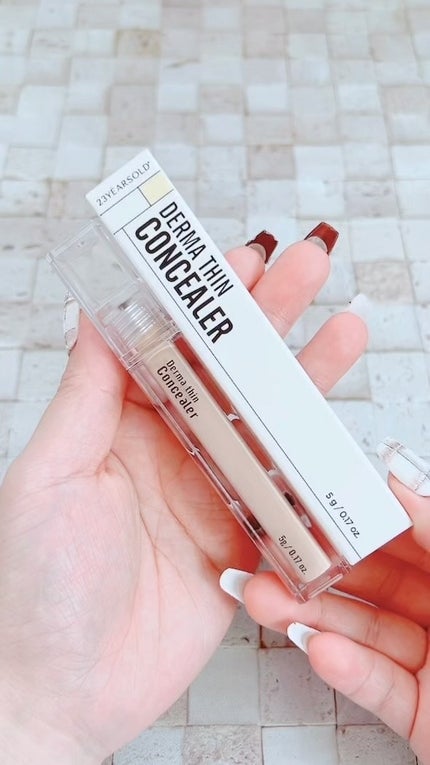 23YEARSOLD
DERMA THIN
CONCEALER
5 g / 0.17 oz.
Derma thin
Concealer
5g / 0.17 oz.